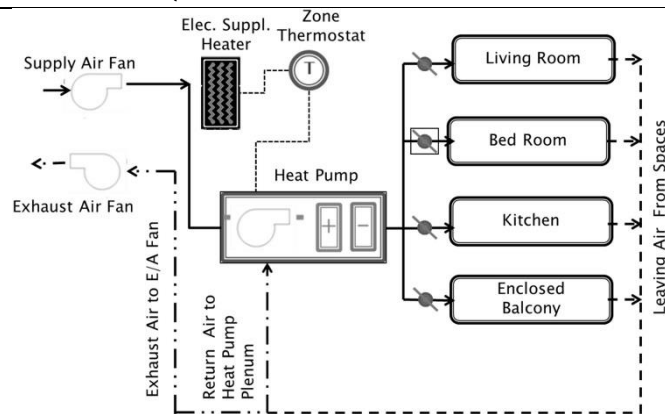 Elec. Suppl.
Heater
Zone
Thermostat
T
Supply Air Fan
Living Room
Bed Room
Exhaust Air Fan
Heat Pump
+
-
Kitchen
Enclosed
Balcony
Exhaust Air to E/A Fan
Return Air to
Heat Pump
Plenum
Leaving Air From Spaces